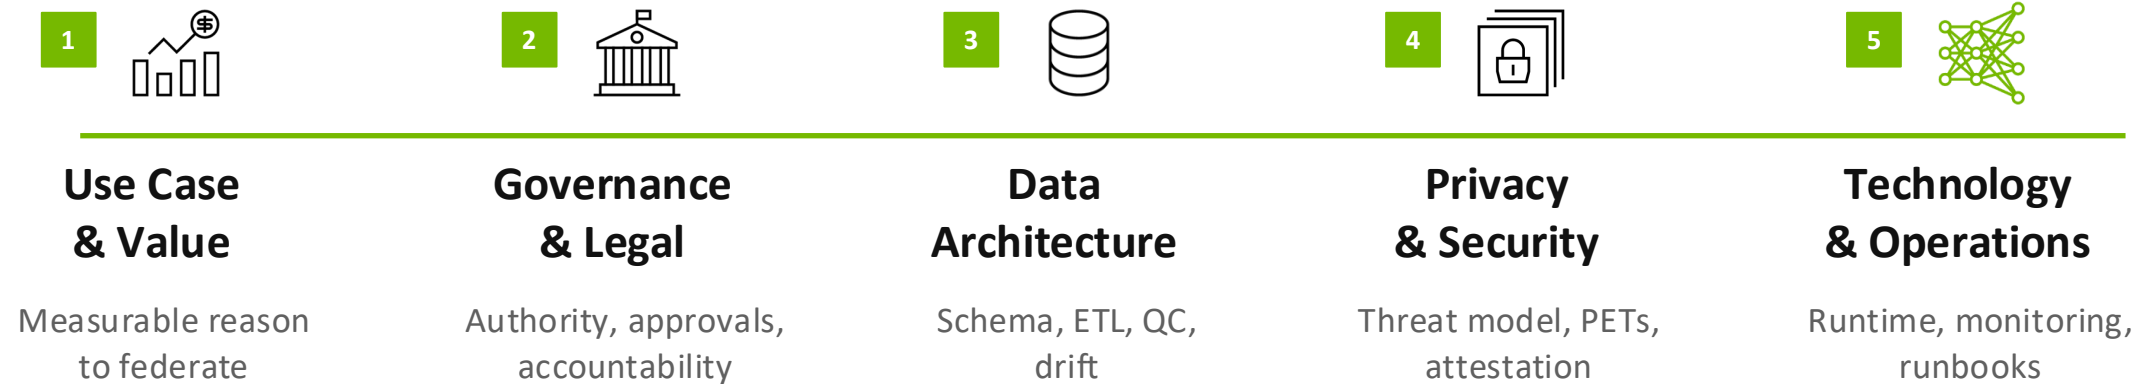 1
2
3
4
5
Use Case
& Value
Governance
& Legal
Data
Architecture
Privacy
& Security
Technology
& Operations
Measurable reason
to federate
Authority, approvals,
accountability
Schema, ETL, QC,
drift
Threat model, PETs,
attestation
Runtime, monitoring,
runbooks